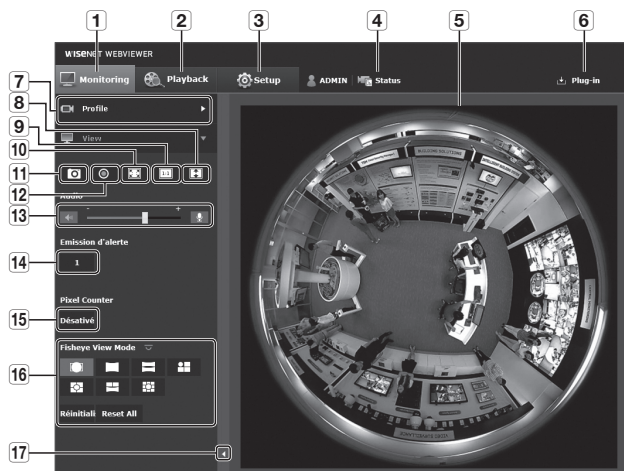 1 2 3 4 5 6
WISENET WEBVIEWER
Monitoring Playback Setup ADMIN Status Plug-in
7
Profile
8
View
9
10
1:1
11
12
Audio
13
- +
Emission d'alerte
14
1
Pixel Counter
15
Désativé
Fisheye View Mode
16
Réinitiali Reset All
17